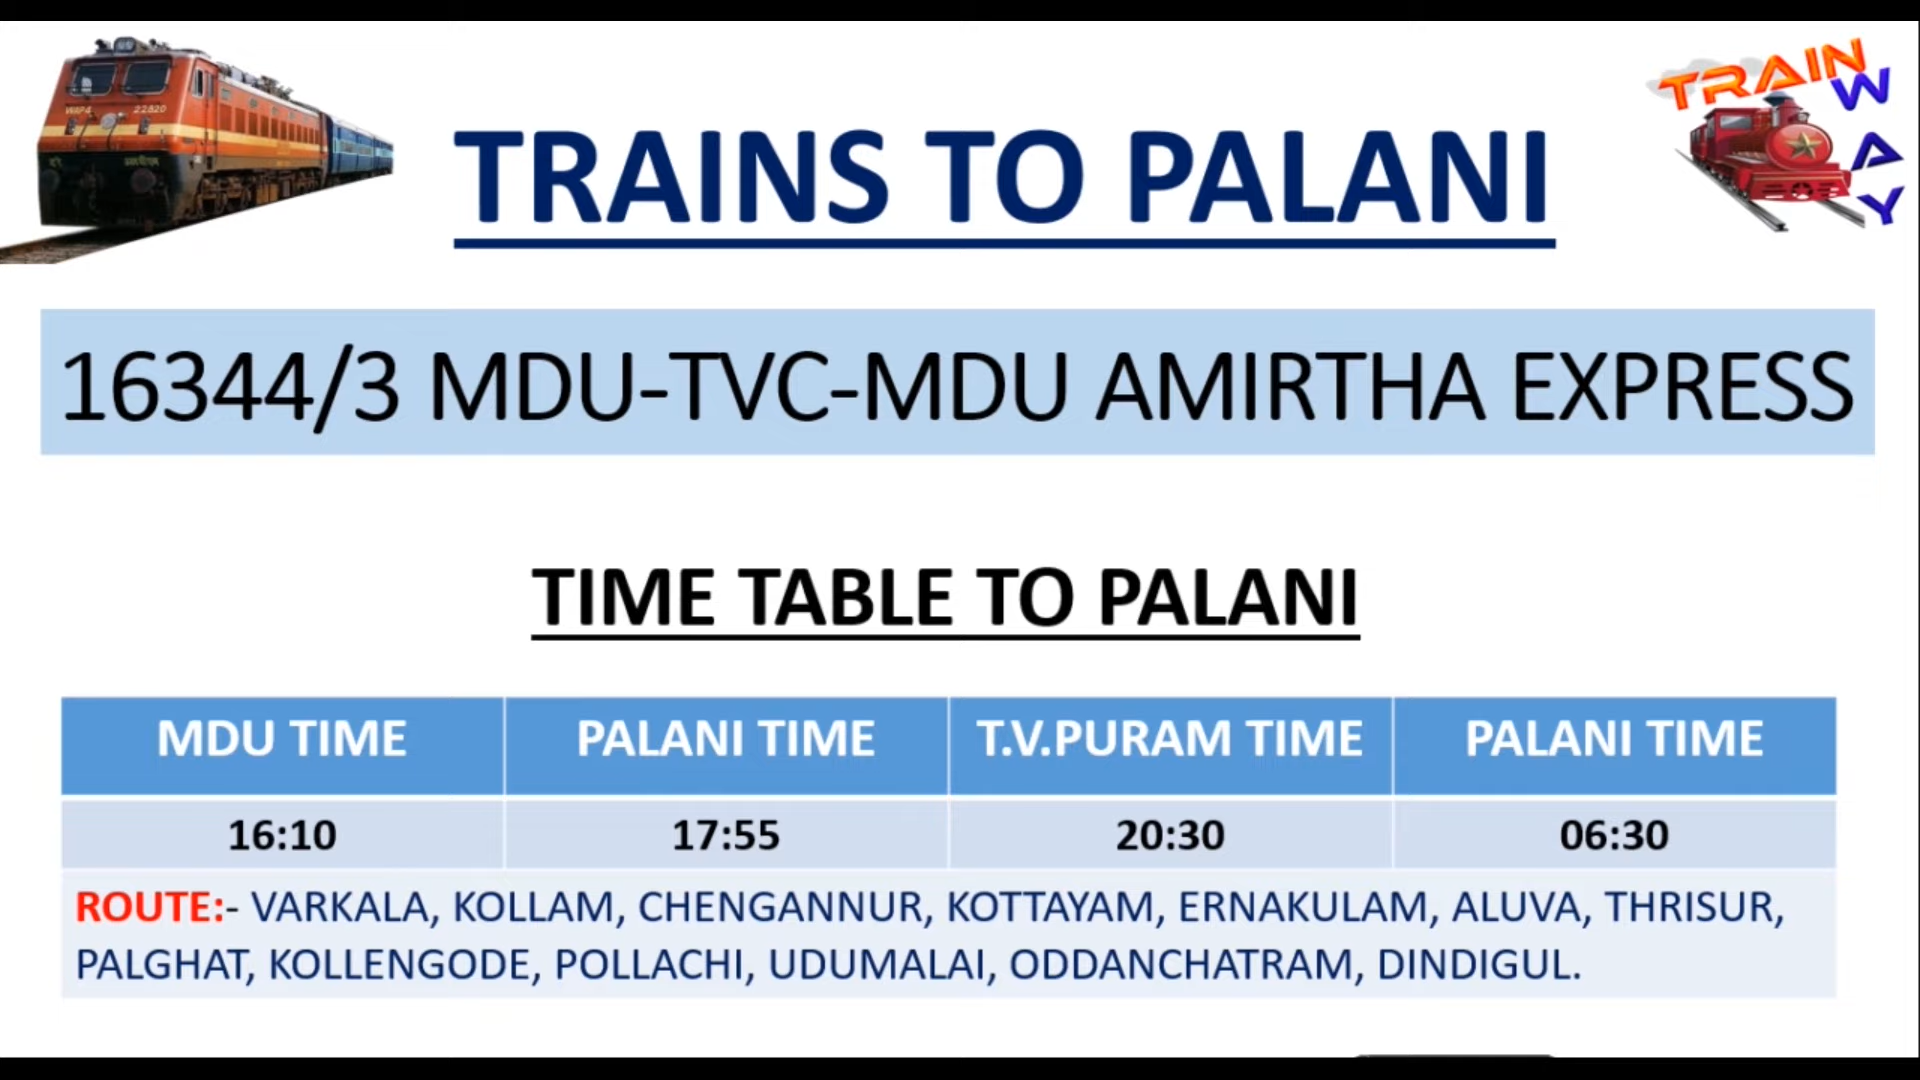 TRAIN
WAY
WAP4 22820
TRAINS TO PALANI
16344/3 MDU-TVC-MDU AMIRTHA EXPRESS
TIME TABLE TO PALANI
MDU TIME PALANI TIME T.V.PURAM TIME PALANI TIME
16:10 17:55 20:30 06:30
ROUTE:- VARKALA, KOLLAM, CHENGANNUR, KOTTAYAM, ERNAKULAM, ALUVA, THRISUR,
PALGHAT, KOLLENGODE, POLLACHI, UDUMALAI, ODDANCHATRAM, DINDIGUL.